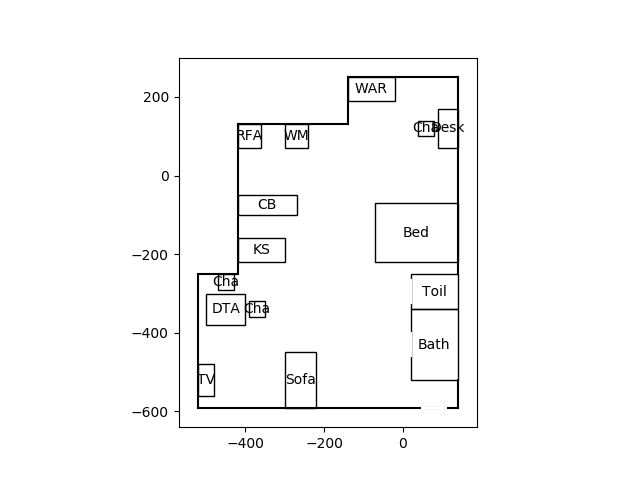 WAR
200
RFA
WM
Cha
Desk
0
CB
Bed
KS
−200
Cha
Toil
DTA
Cha
Bath
−400
TV
Sofa
−600
−400
−200
0